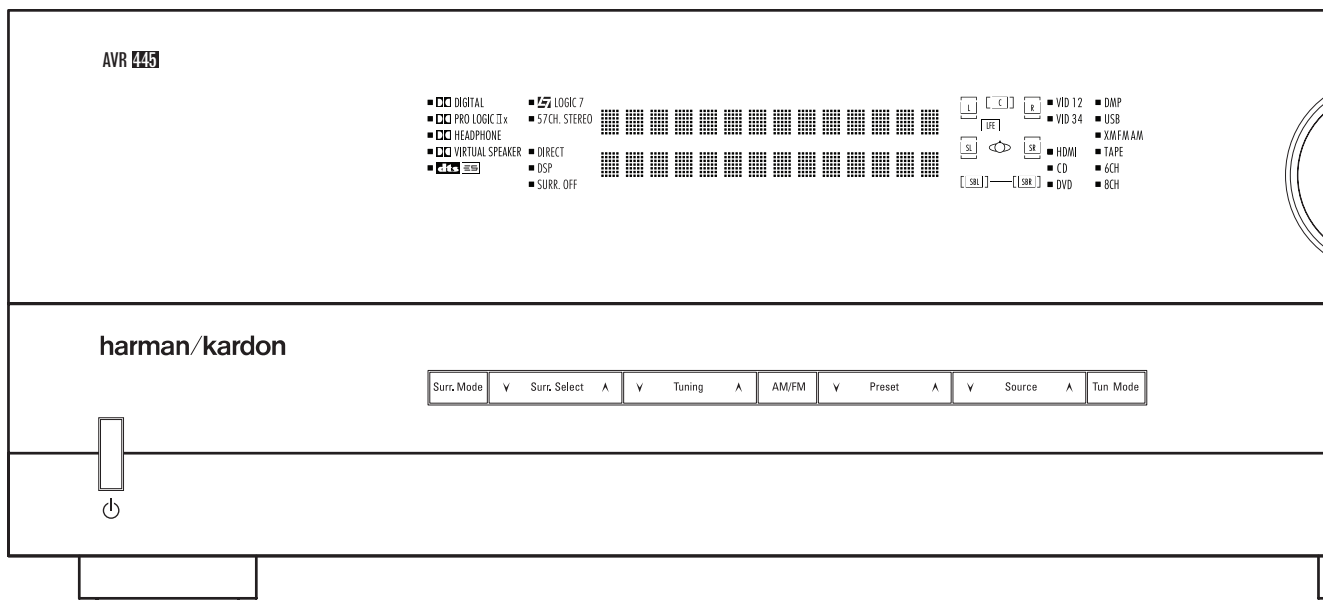 AVR 445
DIGITAL
PRO LOGIC IIx
HEADPHONE
VIRTUAL SPEAKER
dts ES
LOGIC 7
57CH. STEREO
DIRECT
DSP
SURR. OFF
L
C
R
LFE
SL
SR
SBL
SBR
VID 12
VID 34
HDMI
CD
DVD
DMP
USB
XMFMAM
TAPE
6CH
8CH
harman/kardon
Surr. Mode
Surr. Select
Tuning
AM/FM
Preset
Source
Tun Mode